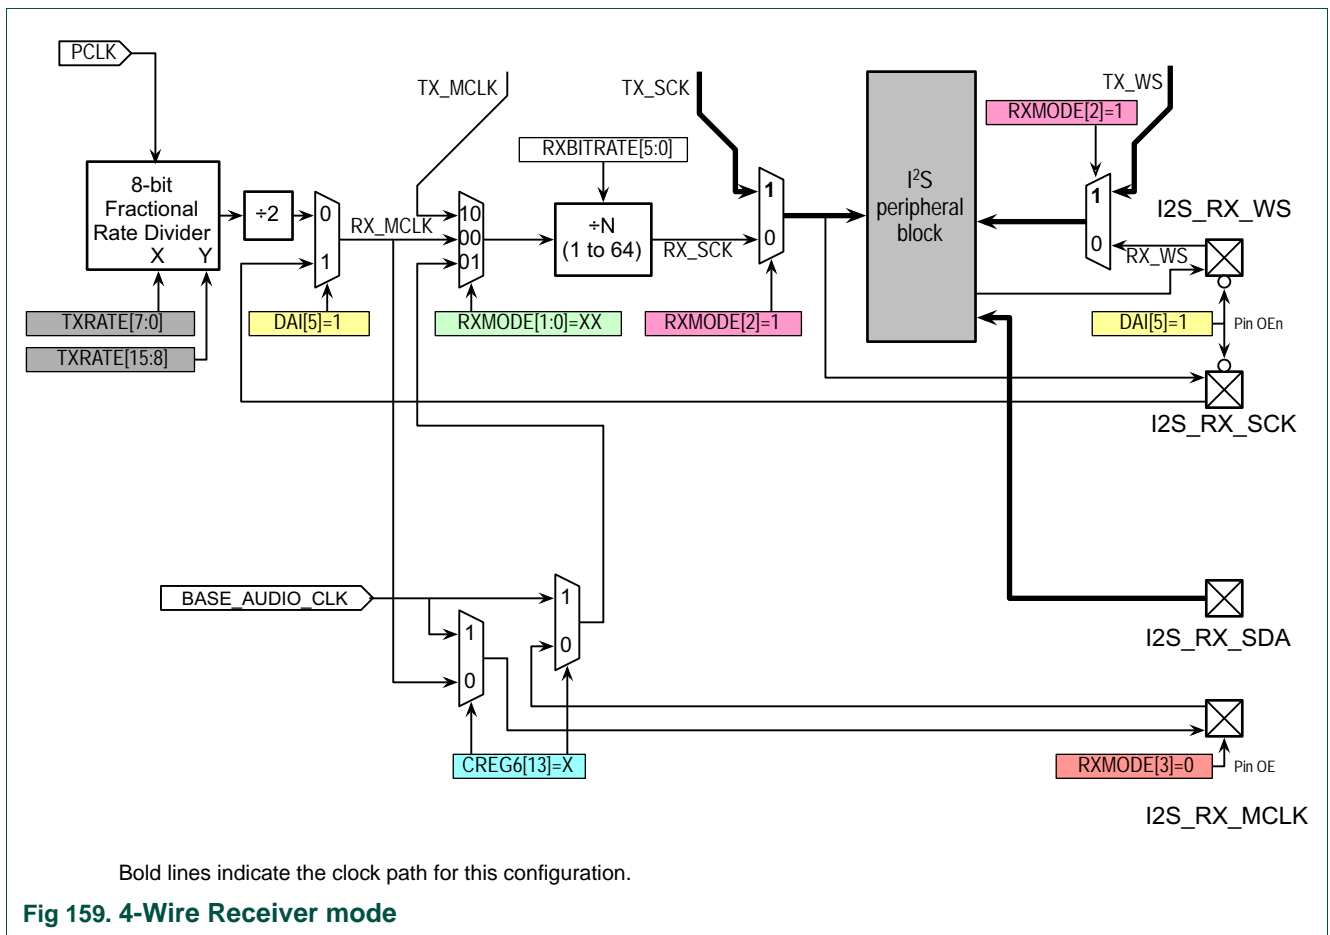 PCLK
TX_MCLK
TX_SCK
TX_WS
RXMODE[2]=1
RXBITRATE[5:0]
8-bit
Fractional
Rate Divider
X Y
÷2
0
1
RX_MCLK
10
00
01
÷N
(1 to 64)
RX_SCK
1
0
I²S
peripheral
block
1
0
I2S_RX_WS
RX_WS
TXRATE[7:0]
DAI[5]=1
RXMODE[1:0]=XX
RXMODE[2]=1
DAI[5]=1
Pin OEn
TXRATE[15:8]
I2S_RX_SCK
BASE_AUDIO_CLK
1
0
1
0
I2S_RX_SDA
CREG6[13]=X
RXMODE[3]=0
Pin OE
I2S_RX_MCLK
Bold lines indicate the clock path for this configuration.
Fig 159. 4-Wire Receiver mode